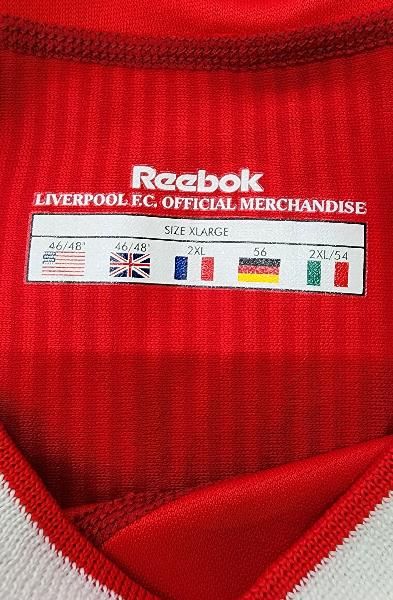 Reebok
LIVERPOOL F.C. OFFICIAL MERCHANDISE
SIZE XLARGE
46/48" 46/48" 2XL 56 2XL/54